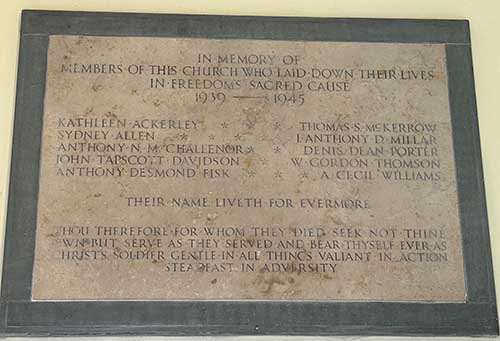 IN MEMORY OF
MEMBERS OF THIS CHURCH WHO LAID DOWN THEIR LIVES
IN FREEDOMS SACRED CAUSE
1939 — 1945
KATHLEEN ACKERLEY * * * THOMAS S. McKERROW
SYDNEY ALLEN * * * * J. ANTHONY D. MILLAR
ANTHONY N. M. CHALLENOR * * DENIS DEAN PORTER
JOHN TAPSCOTT DAVIDSON * * W. GORDON THOMSON
ANTHONY DESMOND FISK * * * A. CECIL WILLIAMS
THEIR NAME LIVETH FOR EVERMORE
THOU THEREFORE FOR WHOM THEY DIED SEEK NOT THINE
OWN BUT SERVE AS THEY SERVED AND BEAR THYSELF EVER AS
CHRISTS SOLDIER GENTLE IN ALL THINGS VALIANT IN ACTION
STEADFAST IN ADVERSITY